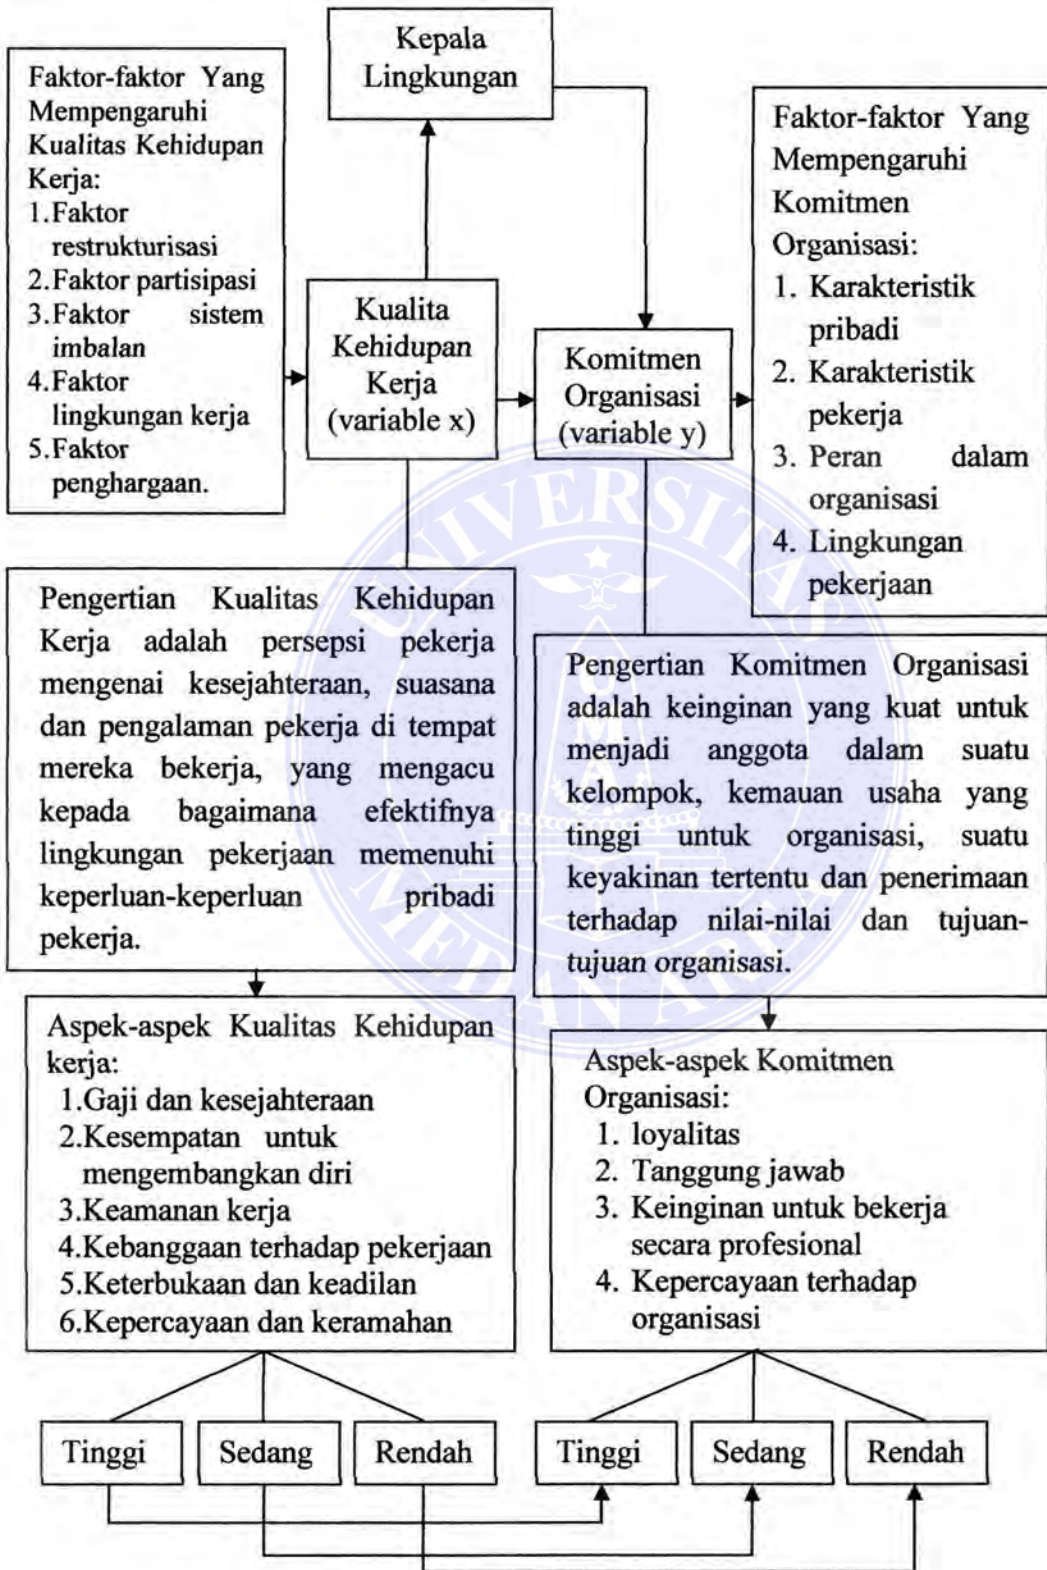 Kepala
Lingkungan
Faktor-faktor Yang
Mempengaruhi
Kualitas Kehidupan
Kerja:
1.Faktor
restrukturisasi
2.Faktor partisipasi
3.Faktor sistem
imbalan
4.Faktor
lingkungan kerja
5.Faktor
penghargaan.
Kualita
Kehidupan
Kerja
(variable x)
Komitmen
Organisasi
(variable y)
Faktor-faktor Yang
Mempengaruhi
Komitmen
Organisasi:
1. Karakteristik
pribadi
2. Karakteristik
pekerja
3. Peran dalam
organisasi
4. Lingkungan
pekerjaan
Pengertian Kualitas Kehidupan
Kerja adalah persepsi pekerja
mengenai kesejahteraan, suasana
dan pengalaman pekerja di tempat
mereka bekerja, yang mengacu
kepada bagaimana efektifnya
lingkungan pekerjaan memenuhi
keperluan-keperluan pribadi
pekerja.
Pengertian Komitmen Organisasi
adalah keinginan yang kuat untuk
menjadi anggota dalam suatu
kelompok, kemauan usaha yang
tinggi untuk organisasi, suatu
keyakinan tertentu dan penerimaan
terhadap nilai-nilai dan tujuan-
tujuan organisasi.
Aspek-aspek Kualitas Kehidupan
kerja:
1.Gaji dan kesejahteraan
2.Kesempatan untuk
mengembangkan diri
3.Keamanan kerja
4.Kebanggaan terhadap pekerjaan
5.Keterbukaan dan keadilan
6.Kepercayaan dan keramahan
Aspek-aspek Komitmen
Organisasi:
1. loyalitas
2. Tanggung jawab
3. Keinginan untuk bekerja
secara profesional
4. Kepercayaan terhadap
organisasi
Tinggi
Sedang
Rendah
Tinggi
Sedang
Rendah
UNIVERSITAS
MEDAN AREA
UMA